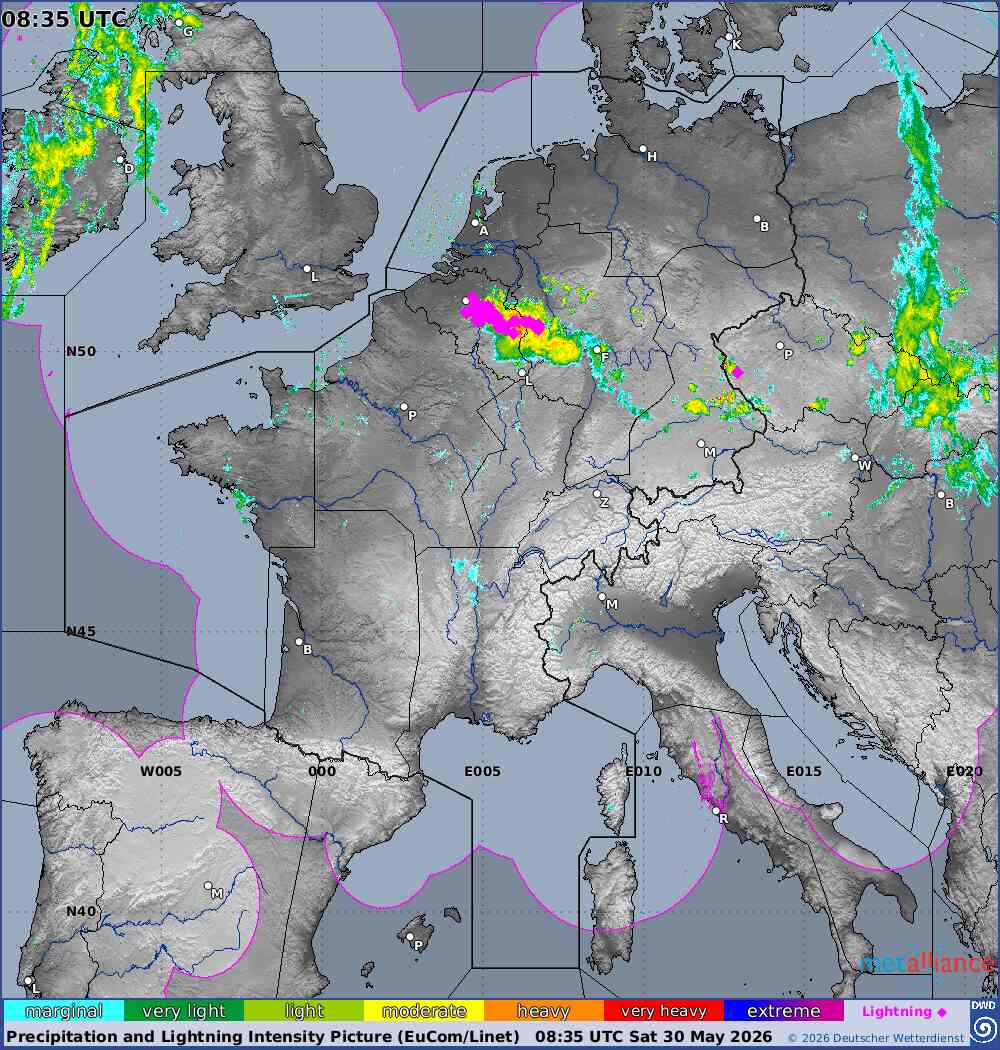 08:35 UTC
G
K
D
H
A
B
L
N50
P
F
L
P
M
W
Z
B
M
N45
B
W005
000
E005
E010
E015
E020
R
M
N40
P
L
metalliance
marginal very light light moderate heavy very heavy extreme Lightning ◆
DWD
Precipitation and Lightning Intensity Picture (EuCom/Linet) 08:35 UTC Sat 30 May 2026 © 2026 Deutscher Wetterdienst